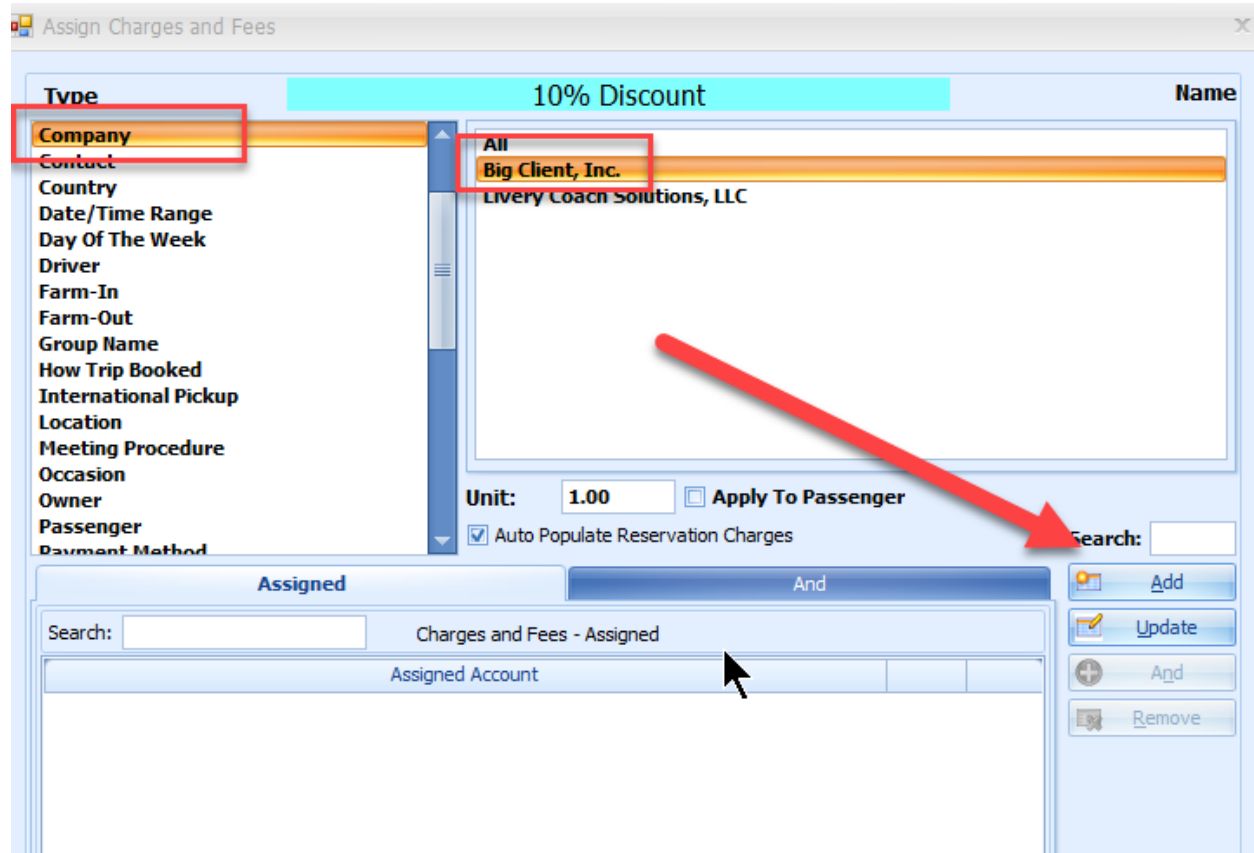 Assign Charges and Fees
Type
10% Discount
Name
Company
Contact
Country
Date/Time Range
Day Of The Week
Driver
Farm-In
Farm-Out
Group Name
How Trip Booked
International Pickup
Location
Meeting Procedure
Occasion
Owner
Passenger
Payment Method
All
Big Client, Inc.
Livery Coach Solutions, LLC
Unit: 1.00 Apply To Passenger
Auto Populate Reservation Charges
Search:
Assigned
And
Search:
Charges and Fees - Assigned
Assigned Account
Add
Update
And
Remove